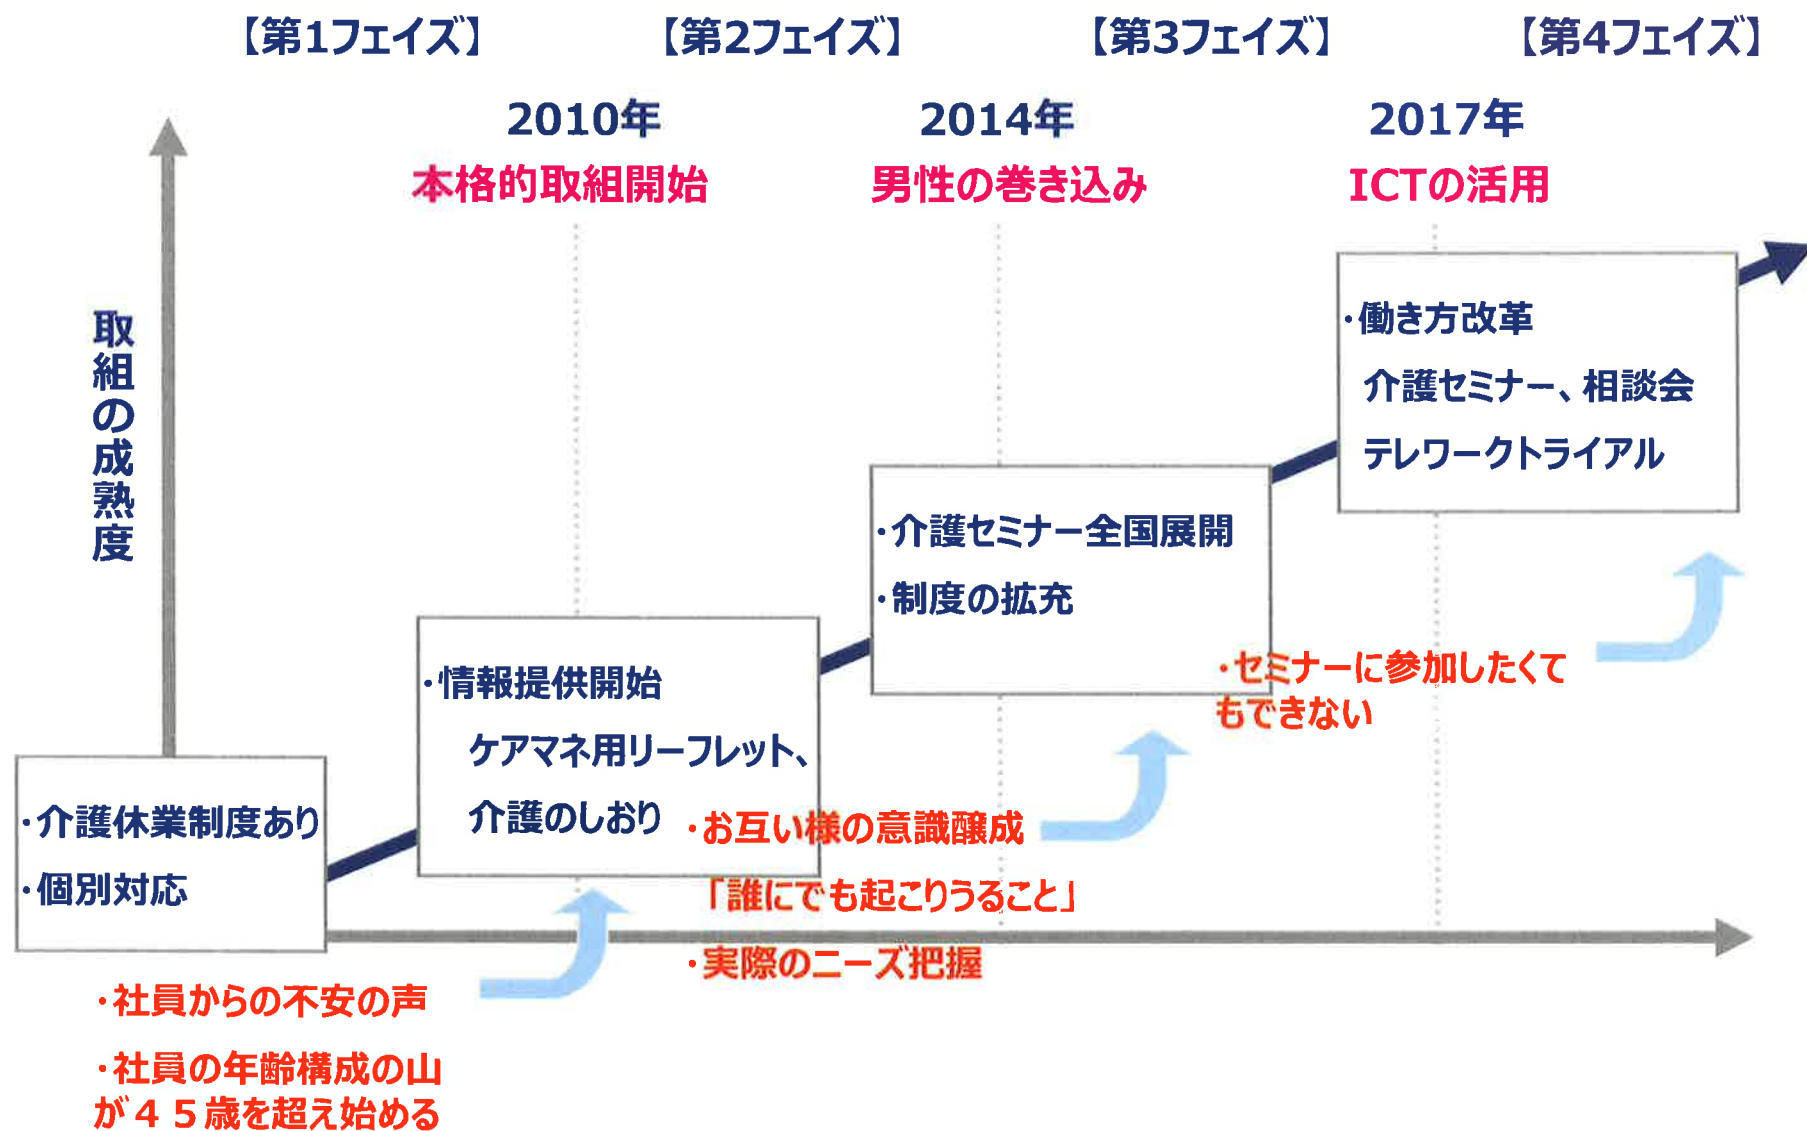 【第1フェイズ】
【第2フェイズ】
【第3フェイズ】
【第4フェイズ】
2010年
本格的取組開始
2014年
男性の巻き込み
2017年
ICTの活用
取組の成熟度
・介護休業制度あり
・個別対応
・情報提供開始
ケアマネ用リーフレット、
介護のしおり
・介護セミナー全国展開
・制度の拡充
・働き方改革
介護セミナー、相談会
テレワークトライアル
・社員からの不安の声
・社員の年齢構成の山
が４５歳を超え始める
・お互い様の意識醸成
「誰にでも起こりうること」
・実際のニーズ把握
・セミナーに参加したくて
もできない